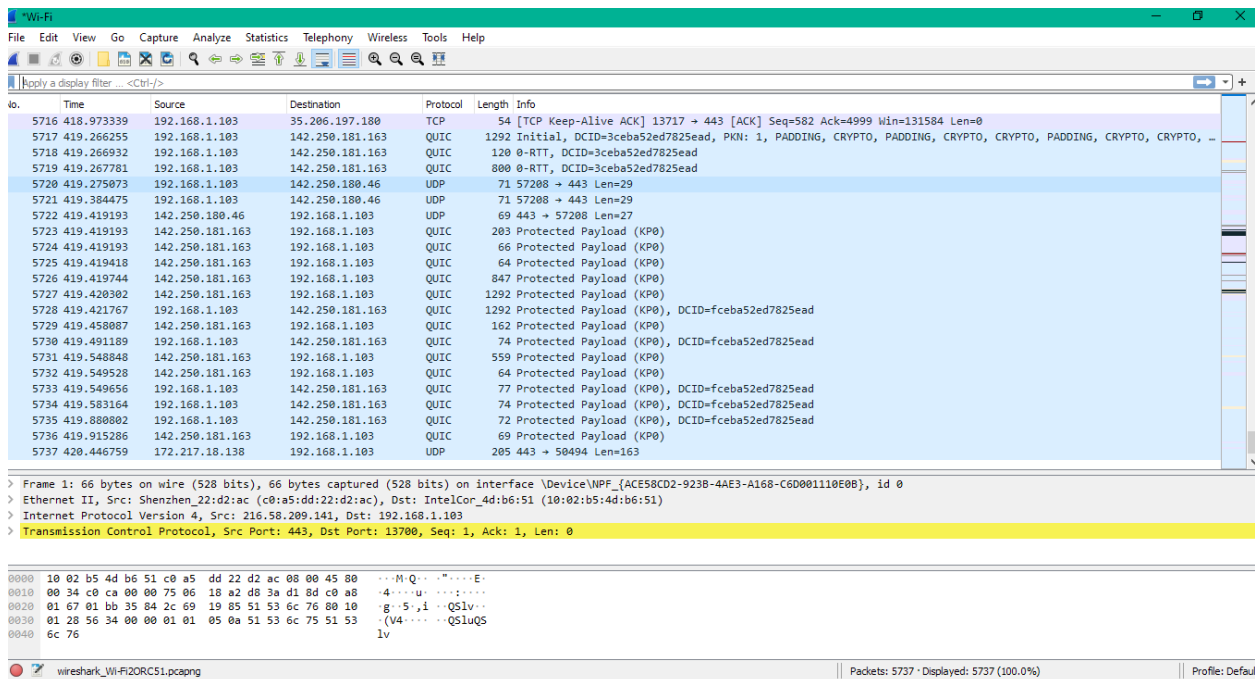 *Wi-Fi
File Edit View Go Capture Analyze Statistics Telephony Wireless Tools Help
Apply a display filter ... <Ctrl-/>
No. Time Source Destination Protocol Length Info
5716 418.973339 192.168.1.103 35.206.197.180 TCP 54 [TCP Keep-Alive ACK] 13717 → 443 [ACK] Seq=582 Ack=4999 Win=131584 Len=0
5717 419.266255 192.168.1.103 142.250.181.163 QUIC 1292 Initial, DCID=3ceba52ed7825ead, PKN: 1, PADDING, CRYPTO, PADDING, CRYPTO, CRYPTO, PADDING, CRYPTO, CRYPTO, …
5718 419.266932 192.168.1.103 142.250.181.163 QUIC 120 0-RTT, DCID=3ceba52ed7825ead
5719 419.267781 192.168.1.103 142.250.181.163 QUIC 800 0-RTT, DCID=3ceba52ed7825ead
5720 419.275073 192.168.1.103 142.250.180.46 UDP 71 57208 → 443 Len=29
5721 419.384475 192.168.1.103 142.250.180.46 UDP 71 57208 → 443 Len=29
5722 419.419193 142.250.180.46 192.168.1.103 UDP 69 443 → 57208 Len=27
5723 419.419193 142.250.181.163 192.168.1.103 QUIC 203 Protected Payload (KP0)
5724 419.419193 142.250.181.163 192.168.1.103 QUIC 66 Protected Payload (KP0)
5725 419.419418 142.250.181.163 192.168.1.103 QUIC 64 Protected Payload (KP0)
5726 419.419744 142.250.181.163 192.168.1.103 QUIC 847 Protected Payload (KP0)
5727 419.420302 142.250.181.163 192.168.1.103 QUIC 1292 Protected Payload (KP0)
5728 419.421767 192.168.1.103 142.250.181.163 QUIC 1292 Protected Payload (KP0), DCID=fceba52ed7825ead
5729 419.458087 142.250.181.163 192.168.1.103 QUIC 162 Protected Payload (KP0)
5730 419.491189 192.168.1.103 142.250.181.163 QUIC 74 Protected Payload (KP0), DCID=fceba52ed7825ead
5731 419.548848 142.250.181.163 192.168.1.103 QUIC 559 Protected Payload (KP0)
5732 419.549528 142.250.181.163 192.168.1.103 QUIC 64 Protected Payload (KP0)
5733 419.549656 192.168.1.103 142.250.181.163 QUIC 77 Protected Payload (KP0), DCID=fceba52ed7825ead
5734 419.583164 192.168.1.103 142.250.181.163 QUIC 74 Protected Payload (KP0), DCID=fceba52ed7825ead
5735 419.880802 192.168.1.103 142.250.181.163 QUIC 72 Protected Payload (KP0), DCID=fceba52ed7825ead
5736 419.915286 142.250.181.163 192.168.1.103 QUIC 69 Protected Payload (KP0)
5737 420.446759 172.217.18.138 192.168.1.103 UDP 205 443 → 50494 Len=163
> Frame 1: 66 bytes on wire (528 bits), 66 bytes captured (528 bits) on interface \Device\NPF_{ACE58CD2-923B-4AE3-A168-C6D001110E0B}, id 0
> Ethernet II, Src: Shenzhen_22:d2:ac (c0:a5:dd:22:d2:ac), Dst: IntelCor_4d:b6:51 (10:02:b5:4d:b6:51)
> Internet Protocol Version 4, Src: 216.58.209.141, Dst: 192.168.1.103
> Transmission Control Protocol, Src Port: 443, Dst Port: 13700, Seq: 1, Ack: 1, Len: 0
0000 10 02 b5 4d b6 51 c0 a5 dd 22 d2 ac 08 00 45 80 ···M·Q·· ·"····E·
0010 00 34 c0 ca 00 00 75 06 18 a2 d8 3a d1 8d c0 a8 ·4····u· ···:····
0020 01 67 01 bb 35 84 2c 69 19 85 51 53 6c 76 80 10 ·g··5·,i ··QSlv··
0030 01 28 56 34 00 00 01 01 05 0a 51 53 6c 75 51 53 ·(V4···· ··QSluQS
0040 6c 76 lv
wireshark_Wi-Fi2ORC51.pcapng Packets: 5737 · Displayed: 5737 (100.0%) Profile: Defaul